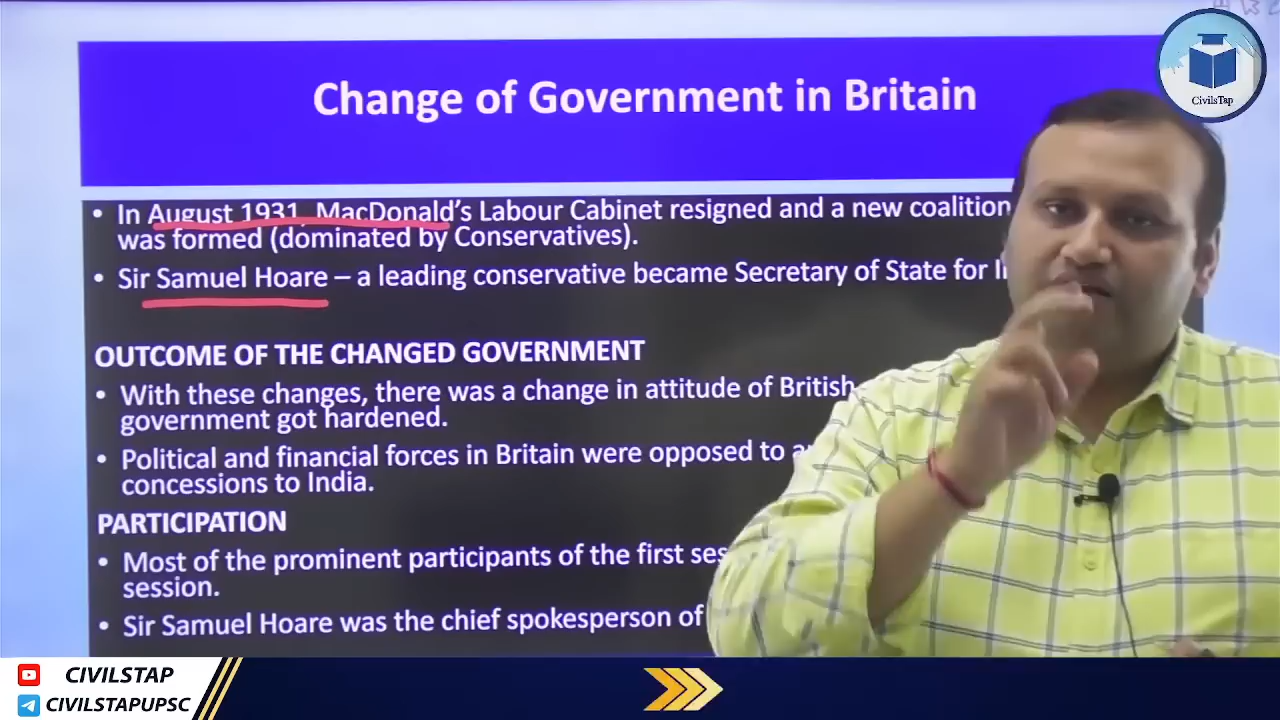 CivilsTap
Change of Government in Britain
• In August 1931, MacDonald's Labour Cabinet resigned and a new coalition
was formed (dominated by Conservatives).
• Sir Samuel Hoare – a leading conservative became Secretary of State for
OUTCOME OF THE CHANGED GOVERNMENT
• With these changes, there was a change in attitude of British
government got hardened.
• Political and financial forces in Britain were opposed to
concessions to India.
PARTICIPATION
• Most of the prominent participants of the first
session.
• Sir Samuel Hoare was the chief spokesperson of
CIVILSTAP
CIVILSTAPUPSC